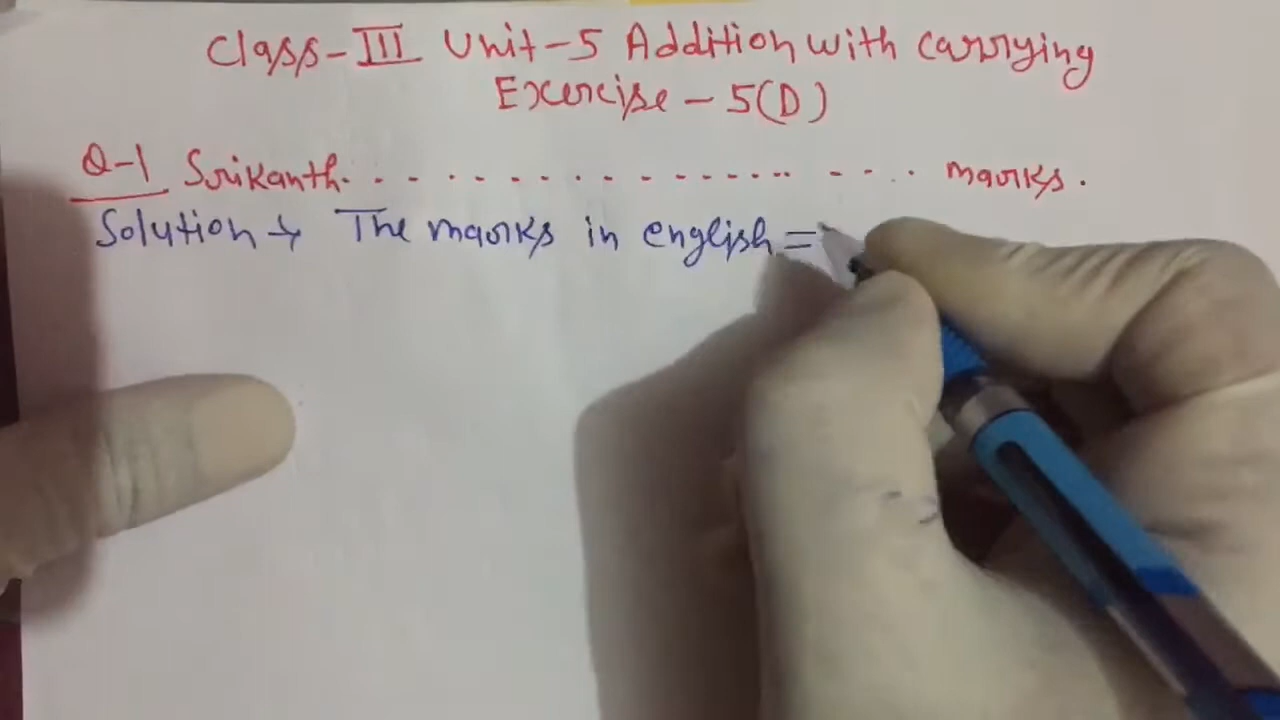 Class-III Unit-5 Addition with carrying
Exercise - 5(D)
Q-1 Srikanth. . . . . . . . . . . . . . . . . . . . marks.
Solution → The marks in english =